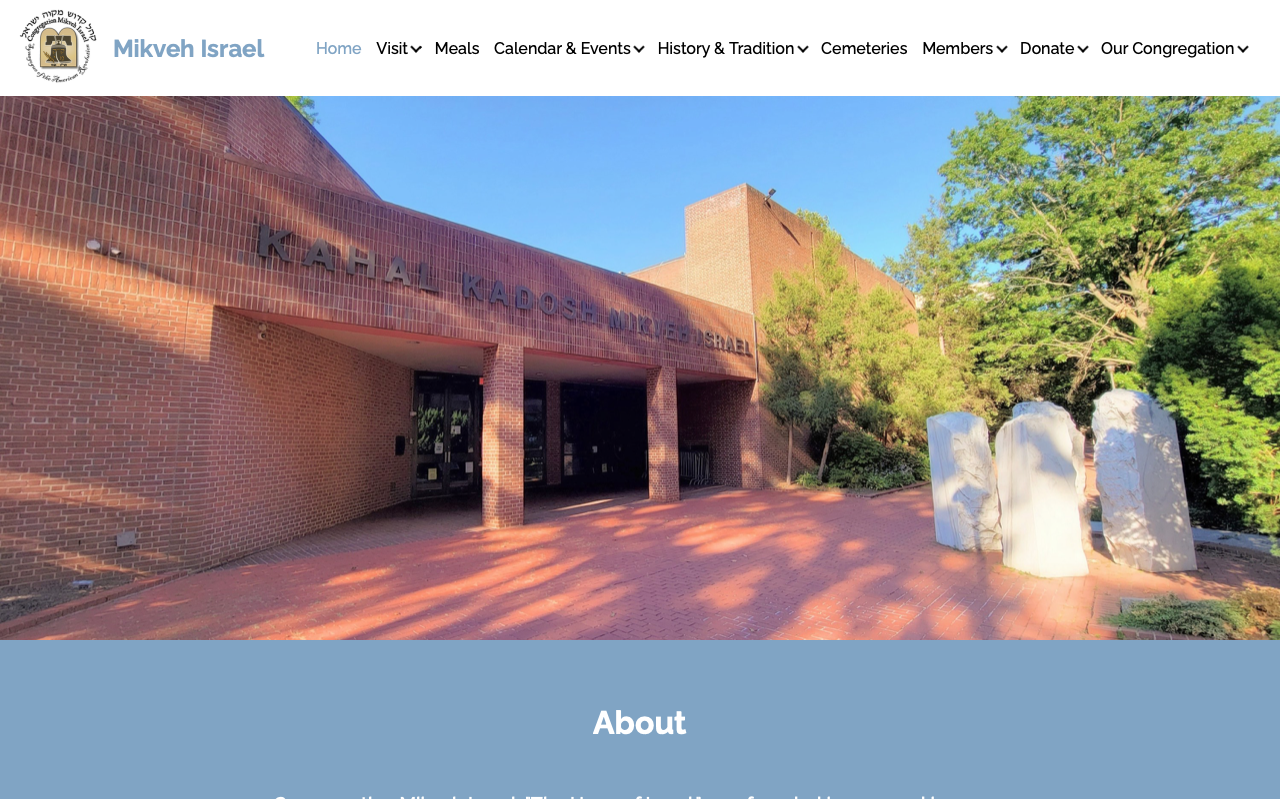 קהל קדוש מקוה ישראל
Congregation Mikveh Israel
Synagogue of the American Revolution
Mikveh Israel
Home Visit Meals Calendar & Events History & Tradition Cemeteries Members Donate Our Congregation
KAHAL KADOSH MIKVEH ISRAEL
About